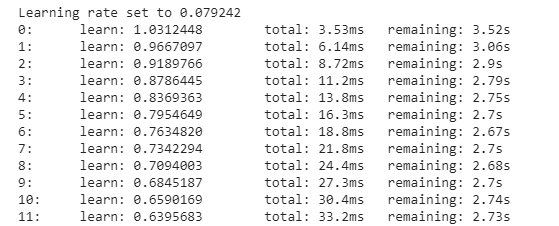 Learning rate set to 0.079242
0: learn: 1.0312448 total: 3.53ms remaining: 3.52s
1: learn: 0.9667097 total: 6.14ms remaining: 3.06s
2: learn: 0.9189766 total: 8.72ms remaining: 2.9s
3: learn: 0.8786445 total: 11.2ms remaining: 2.79s
4: learn: 0.8369363 total: 13.8ms remaining: 2.75s
5: learn: 0.7954649 total: 16.3ms remaining: 2.7s
6: learn: 0.7634820 total: 18.8ms remaining: 2.67s
7: learn: 0.7342294 total: 21.8ms remaining: 2.7s
8: learn: 0.7094003 total: 24.4ms remaining: 2.68s
9: learn: 0.6845187 total: 27.3ms remaining: 2.7s
10: learn: 0.6590169 total: 30.4ms remaining: 2.74s
11: learn: 0.6395683 total: 33.2ms remaining: 2.73s